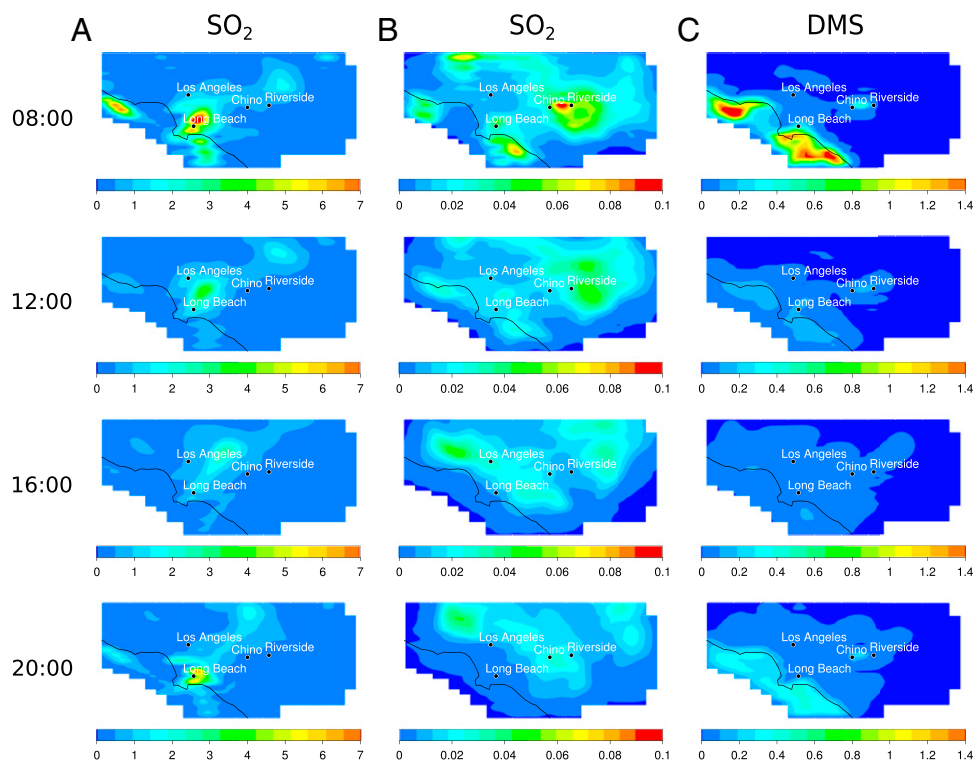 A SO₂ B SO₂ C DMS
08:00
Los Angeles Chino Riverside Long Beach
Los Angeles Chino Riverside Long Beach
Los Angeles Chino Riverside Long Beach
0 1 2 3 4 5 6 7
0 0.02 0.04 0.06 0.08 0.1
0 0.2 0.4 0.6 0.8 1 1.2 1.4
12:00
Los Angeles Chino Riverside Long Beach
Los Angeles Chino Riverside Long Beach
Los Angeles Chino Riverside Long Beach
0 1 2 3 4 5 6 7
0 0.02 0.04 0.06 0.08 0.1
0 0.2 0.4 0.6 0.8 1 1.2 1.4
16:00
Los Angeles Chino Riverside Long Beach
Los Angeles Chino Riverside Long Beach
Los Angeles Chino Riverside Long Beach
0 1 2 3 4 5 6 7
0 0.02 0.04 0.06 0.08 0.1
0 0.2 0.4 0.6 0.8 1 1.2 1.4
20:00
Los Angeles Chino Riverside Long Beach
Los Angeles Chino Riverside Long Beach
Los Angeles Chino Riverside Long Beach
0 1 2 3 4 5 6 7
0 0.02 0.04 0.06 0.08 0.1
0 0.2 0.4 0.6 0.8 1 1.2 1.4